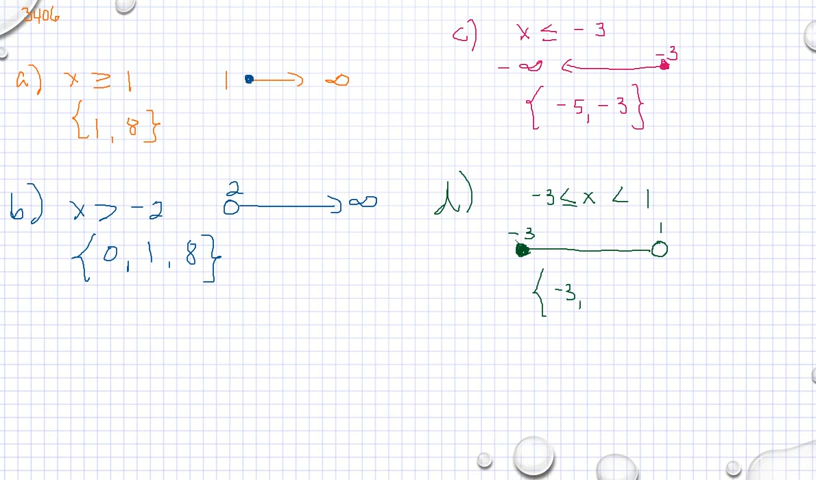 3406
a) x ≥ 1
1 ∞
{1, 8}
b) x > -2
2 ∞
{0, 1, 8}
c) x ≤ -3
-∞ -3
{-5, -3}
d) -3 ≤ x < 1
-3 1
{-3,